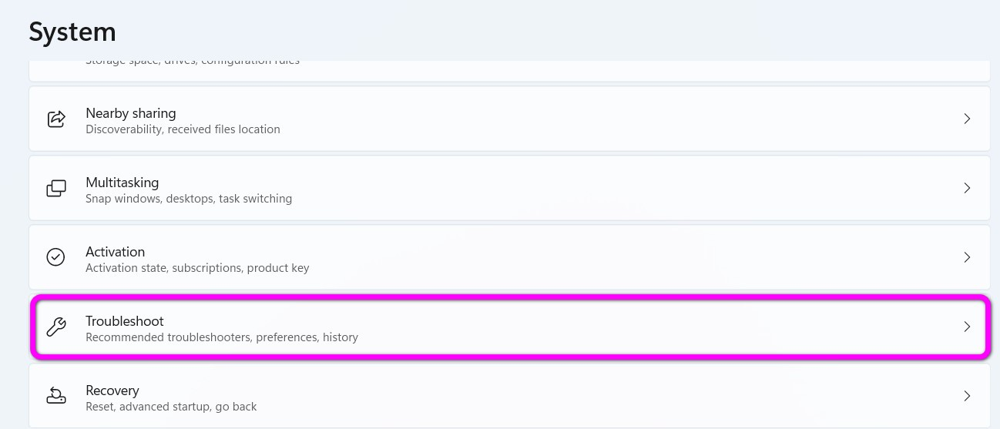 System
Storage space, drives, configuration rules
Nearby sharing
Discoverability, received files location
Multitasking
Snap windows, desktops, task switching
Activation
Activation state, subscriptions, product key
Troubleshoot
Recommended troubleshooters, preferences, history
Recovery
Reset, advanced startup, go back